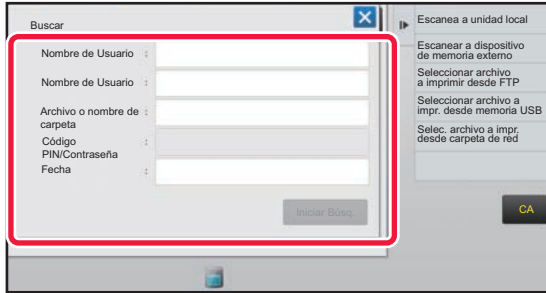 Buscar
Nombre de Usuario :
Nombre de Usuario :
Archivo o nombre de :
carpeta
Código :
PIN/Contraseña
Fecha :
Iniciar Búsq.
Escanea a unidad local
Escanear a dispositivo
de memoria externo
Seleccionar archivo
a imprimir desde FTP
Seleccionar archivo a
impr. desde memoria USB
Selec. archivo a impr.
desde carpeta de red
CA